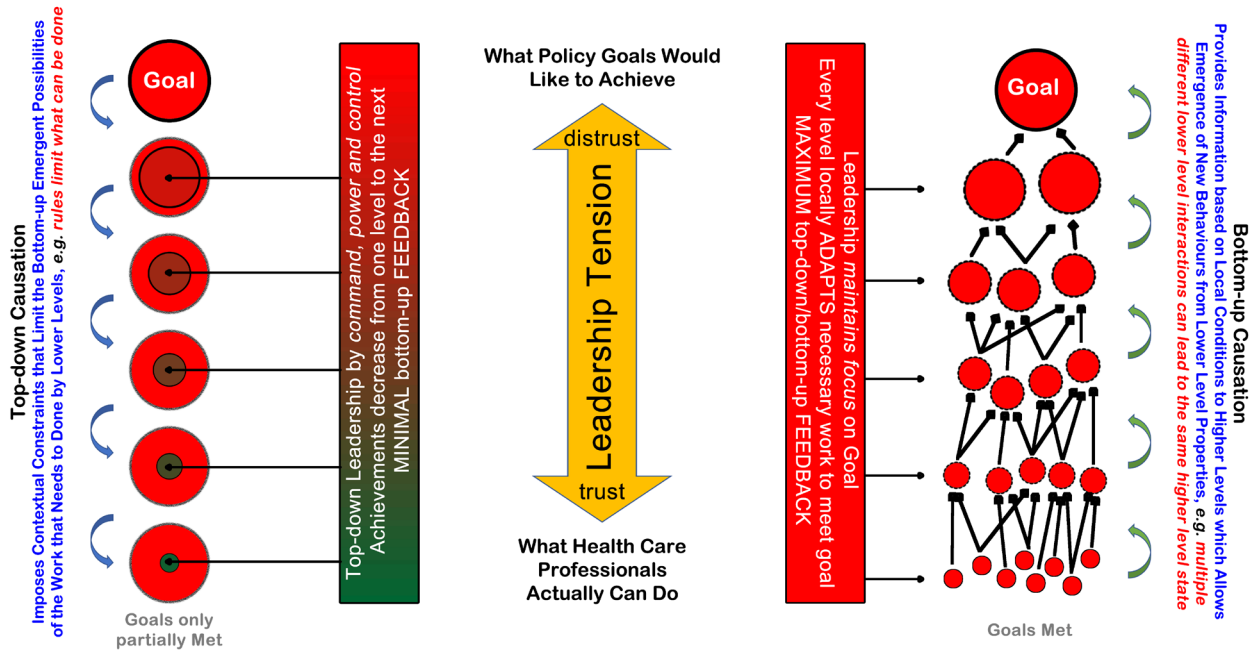 Top-down Causation
Imposes Contextual Constraints that Limit the Bottom-up Emergent Possibilities
of the Work that Needs to Done by Lower Levels, e.g. rules limit what can be done
Goal
Goals only
partially Met
Top-down Leadership by command, power and control
Achievements decrease from one level to the next
MINIMAL bottom-up FEEDBACK
What Policy Goals Would
Like to Achieve
distrust
Leadership Tension
trust
What Health Care
Professionals
Actually Can Do
Leadership maintains focus on Goal
Every level locally ADAPTS necessary work to meet goal
MAXIMUM top-down/bottom-up FEEDBACK
Goal
Goals Met
Bottom-up Causation
Provides Information based on Local Conditions to Higher Levels which Allows
Emergence of New Behaviours from Lower Level Properties, e.g. multiple
different lower level interactions can lead to the same higher level state